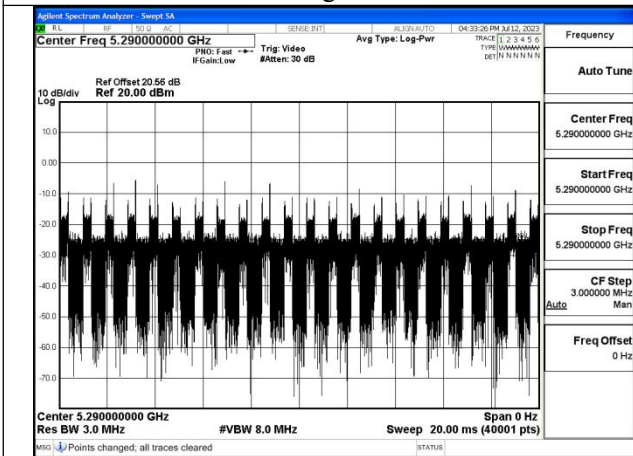 Agilent Spectrum Analyzer - Swept SA
RL RF 50 Ω AC SENSE:INT ALIGN AUTO 04:33:26 PM Jul 12, 2023
Center Freq 5.290000000 GHz
PNO: Fast
IFGain:Low
Trig: Video
#Atten: 30 dB
Avg Type: Log-Pwr
TRACE 1 2 3 4 5 6
TYPE WWWWWW
DET N N N N N N
Ref Offset 20.56 dB
10 dB/div Ref 20.00 dBm
Log
10.0
0.00
-10.0
-20.0
-30.0
-40.0
-50.0
-60.0
-70.0
Center 5.290000000 GHz Span 0 Hz
Res BW 3.0 MHz #VBW 8.0 MHz Sweep 20.00 ms (40001 pts)
MSG Points changed; all traces cleared STATUS
Frequency
Auto Tune
Center Freq
5.290000000 GHz
Start Freq
5.290000000 GHz
Stop Freq
5.290000000 GHz
CF Step
3.000000 MHz
Auto Man
Freq Offset
0 Hz